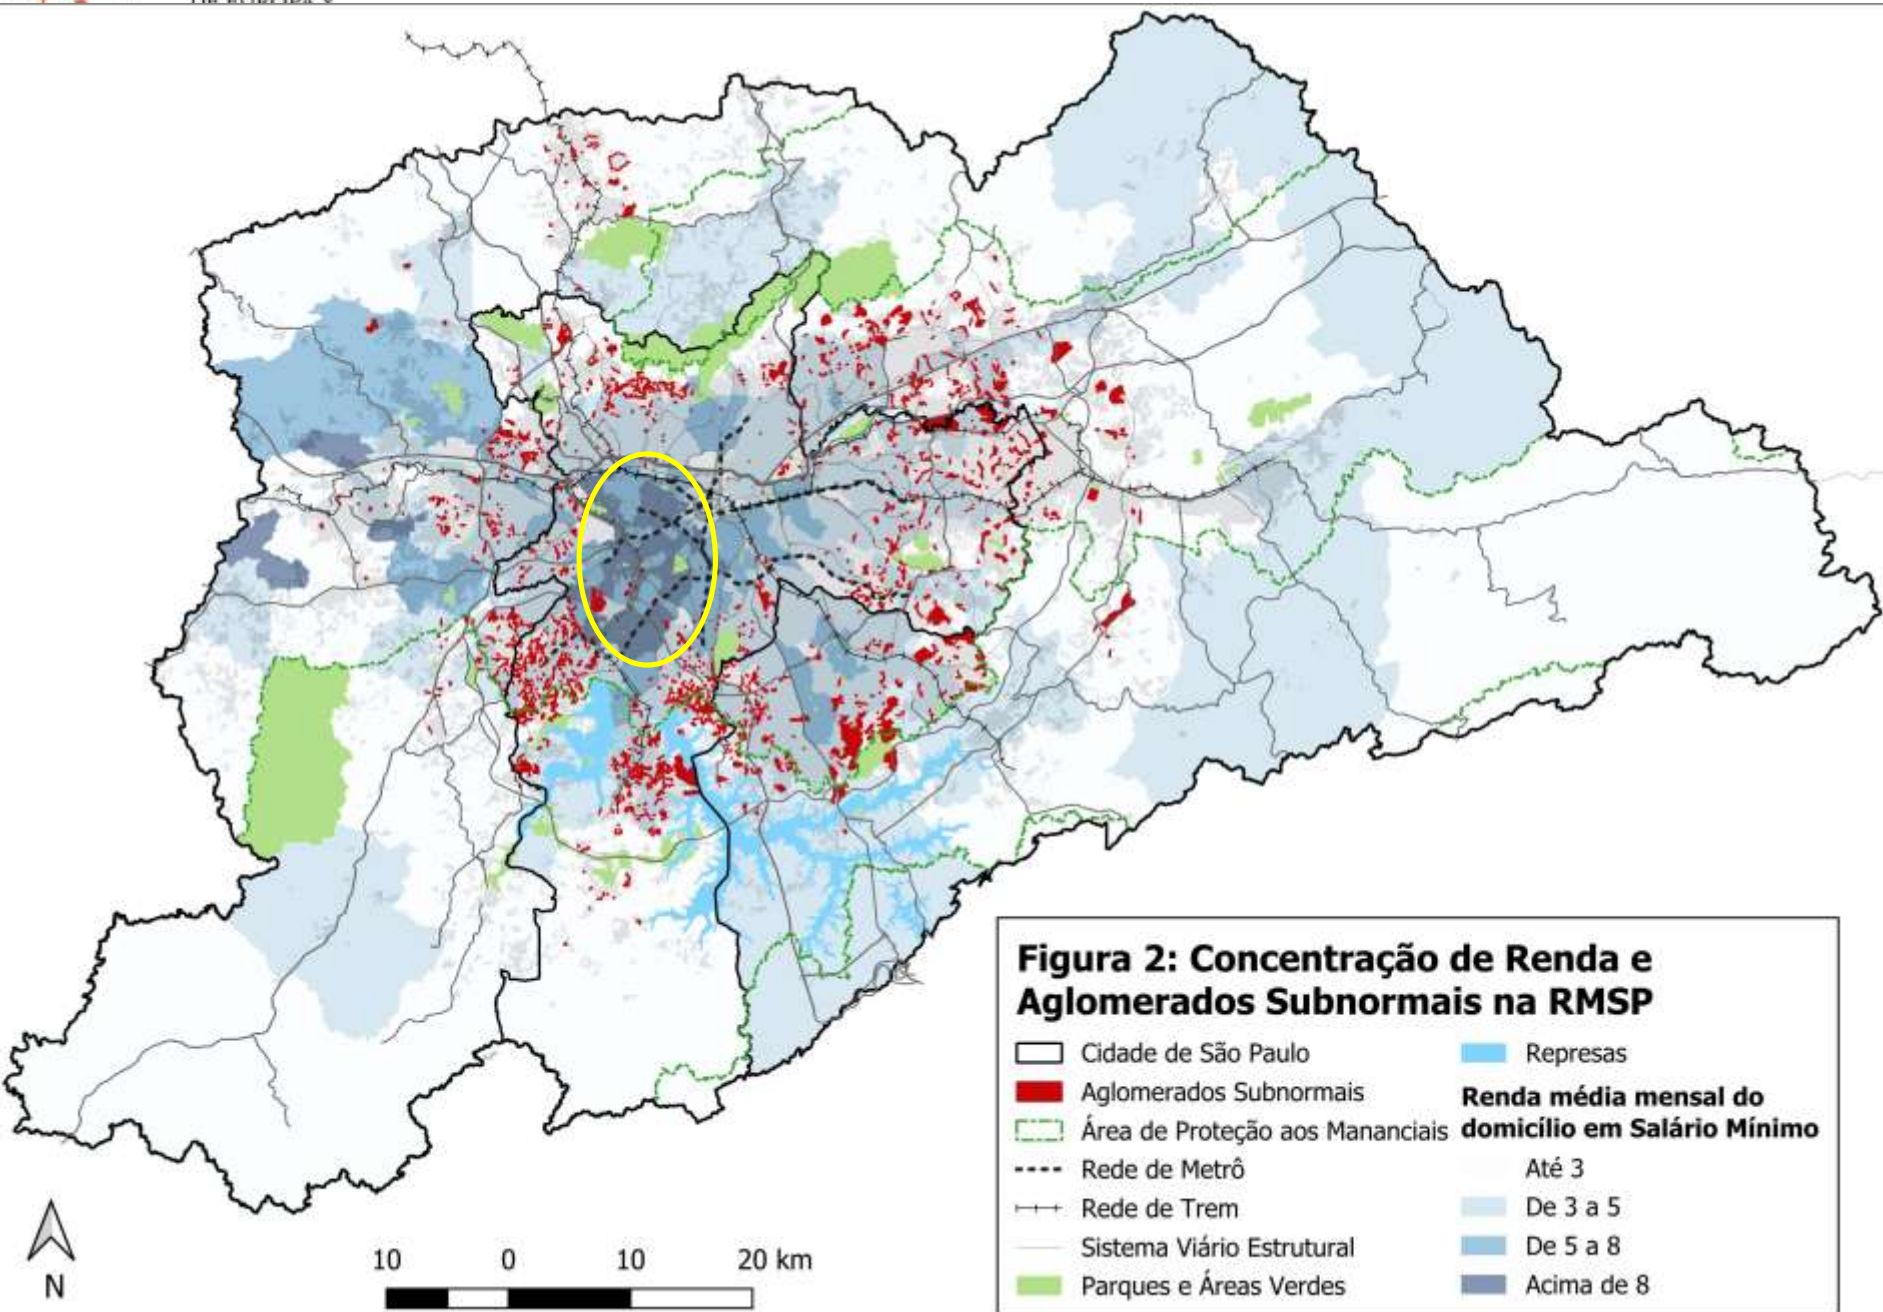 Figura 2: Concentração de Renda e
Aglomerados Subnormais na RMSP
Cidade de São Paulo
Aglomerados Subnormais
Área de Proteção aos Mananciais
Rede de Metrô
Rede de Trem
Sistema Viário Estrutural
Parques e Áreas Verdes
Represas
Renda média mensal do
domicílio em Salário Mínimo
Até 3
De 3 a 5
De 5 a 8
Acima de 8
N
10 0 10 20 km